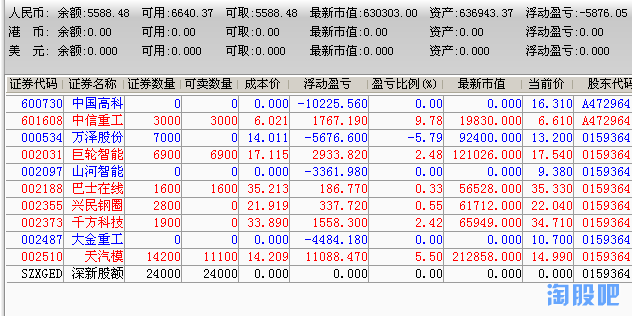 人民币: 余额:5588.48 可用:6640.37 可取:5588.48 最新市值:630303.00 资产:636943.37 浮动盈亏:-5876.05
港 币: 余额:0.00 可用:0.00 可取:0.00 最新市值:0.00 资产:0.00 浮动盈亏:0.00
美 元: 余额:0.000 可用:0.000 可取:0.000 最新市值:0.000 资产:0.000 浮动盈亏:0.000
证券代码 证券名称 证券数量 可卖数量 成本价 浮动盈亏 盈亏比例(%) 最新市值 当前价 股东代码
600730 中国高科 0 0 0.000 -10225.560 0.00 0.000 16.310 A472964
601608 中信重工 3000 3000 6.021 1767.190 9.78 19830.000 6.610 A472964
000534 万泽股份 7000 0 14.011 -5676.600 -5.79 92400.000 13.200 0159364
002031 巨轮智能 6900 6900 17.115 2933.820 2.48 121026.000 17.540 0159364
002097 山河智能 0 0 0.000 -3361.980 0.00 0.000 9.380 0159364
002188 巴士在线 1600 1600 35.213 186.770 0.33 56528.000 35.330 0159364
002355 兴民钢圈 2800 0 21.919 337.720 0.55 61712.000 22.040 0159364
002373 千方科技 1900 0 33.890 1558.300 2.42 65949.000 34.710 0159364
002487 大金重工 0 0 0.000 -4484.180 0.00 0.000 10.700 0159364
002510 天汽模 14200 11100 14.209 11088.470 5.50 212858.000 14.990 0159364
SZXGED 深新股额 24000 24000 0.000 0.000 0.00 0.000 0.000 0159364
淘股吧